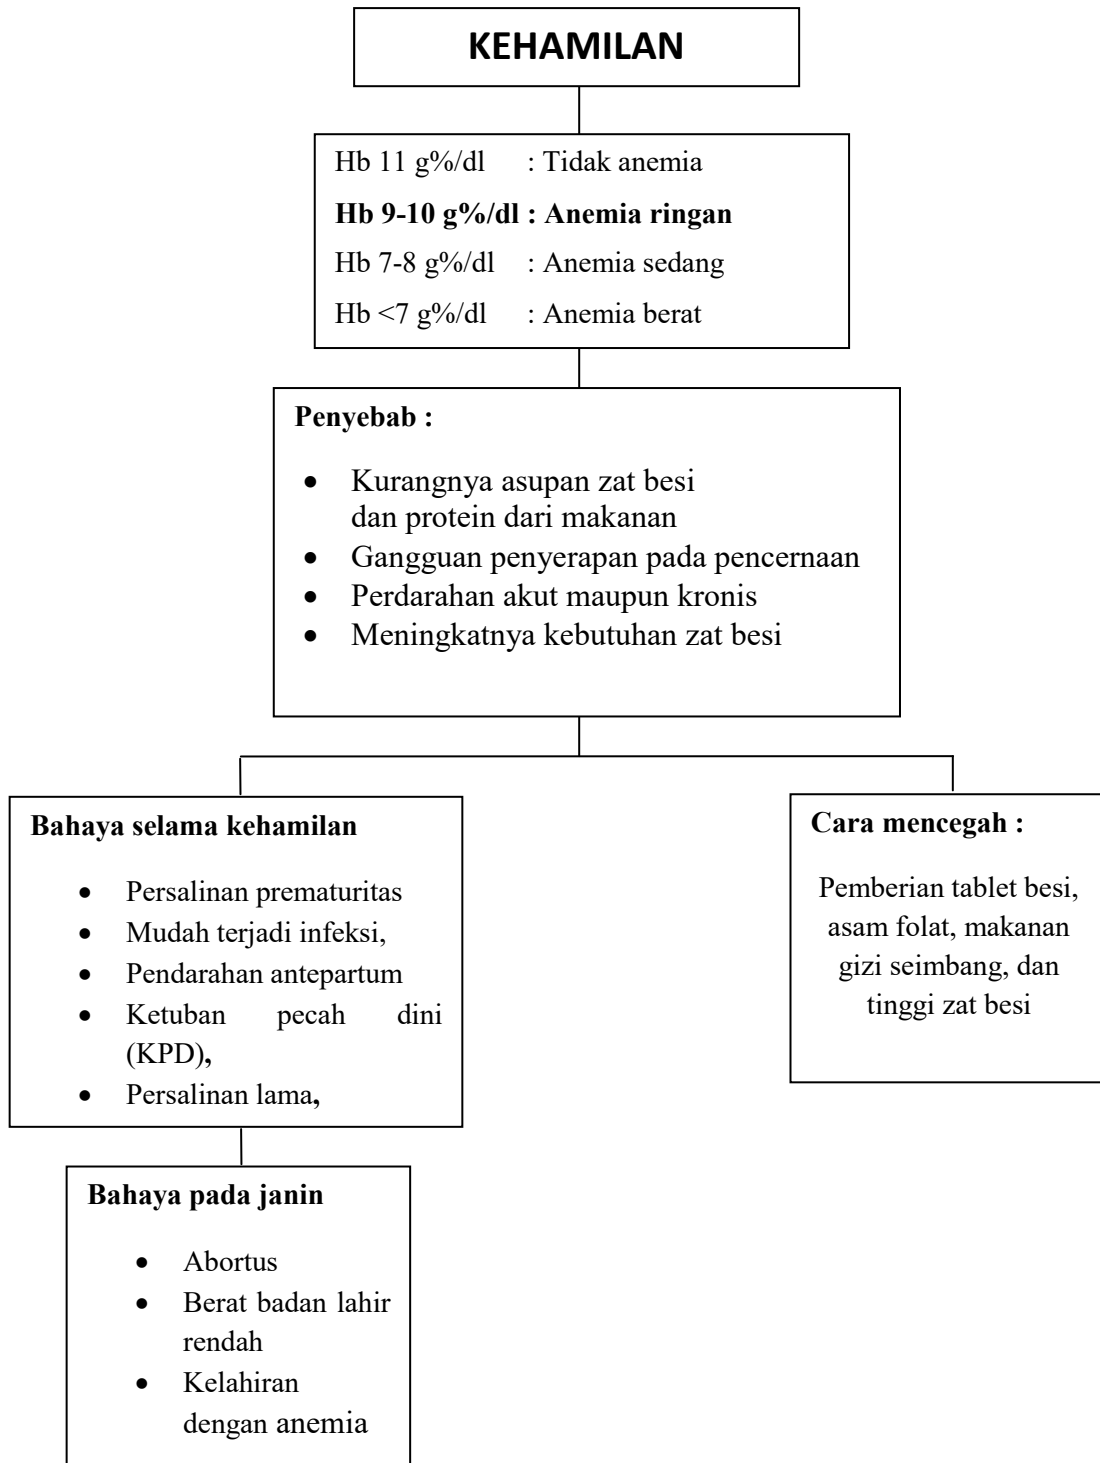 KEHAMILAN
Hb 11 g%/dl : Tidak anemia
Hb 9-10 g%/dl : Anemia ringan
Hb 7-8 g%/dl : Anemia sedang
Hb <7 g%/dl : Anemia berat
Penyebab :
• Kurangnya asupan zat besi
dan protein dari makanan
• Gangguan penyerapan pada pencernaan
• Perdarahan akut maupun kronis
• Meningkatnya kebutuhan zat besi
Bahaya selama kehamilan
• Persalinan prematuritas
• Mudah terjadi infeksi,
• Pendarahan antepartum
• Ketuban pecah dini
(KPD),
• Persalinan lama,
Cara mencegah :
Pemberian tablet besi,
asam folat, makanan
gizi seimbang, dan
tinggi zat besi
Bahaya pada janin
• Abortus
• Berat badan lahir
rendah
• Kelahiran
dengan anemia